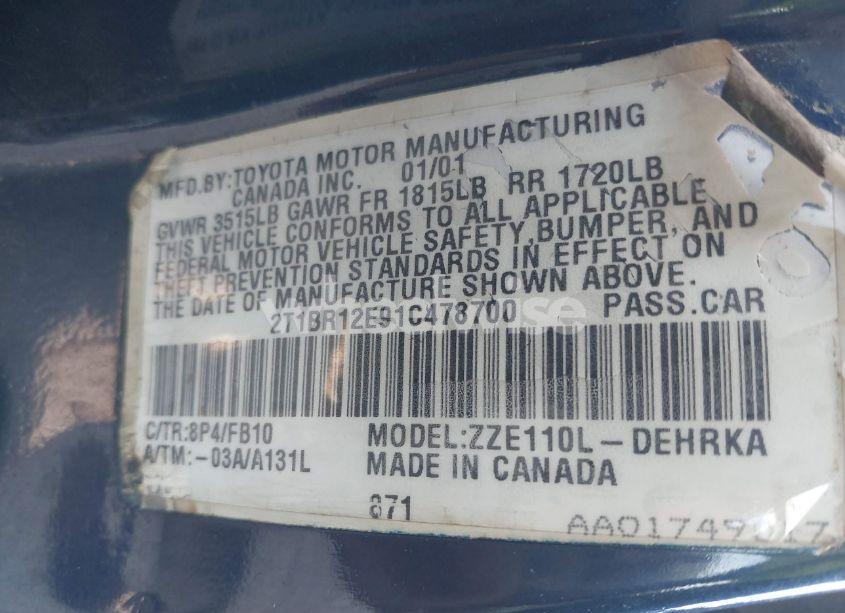 MFD.BY:TOYOTA MOTOR MANUFACTURING
CANADA INC. 01/01
GVWR 3515LB GAWR FR 1815LB RR 1720LB
THIS VEHICLE CONFORMS TO ALL APPLICABLE
FEDERAL MOTOR VEHICLE SAFETY,BUMPER, AND
THEFT PREVENTION STANDARDS IN EFFECT ON
THE DATE OF MANUFACTURE SHOWN ABOVE.
2T1BR12E91C478700 PASS.CAR
C/TR:8P4/FB10 MODEL:ZZE110L-DEHRKA
A/TM:-03A/A131L MADE IN CANADA
871